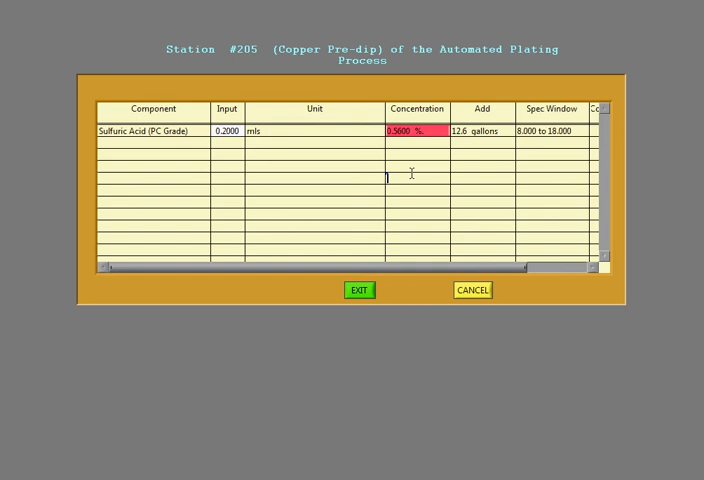 Station #205 (Copper Pre-dip) of the Automated Plating
Process
Component Input Unit Concentration Add Spec Window
Sulfuric Acid (PC Grade) 0.2000 mls 0.5600 %. 12.6 gallons 8.000 to 18.000
EXIT CANCEL